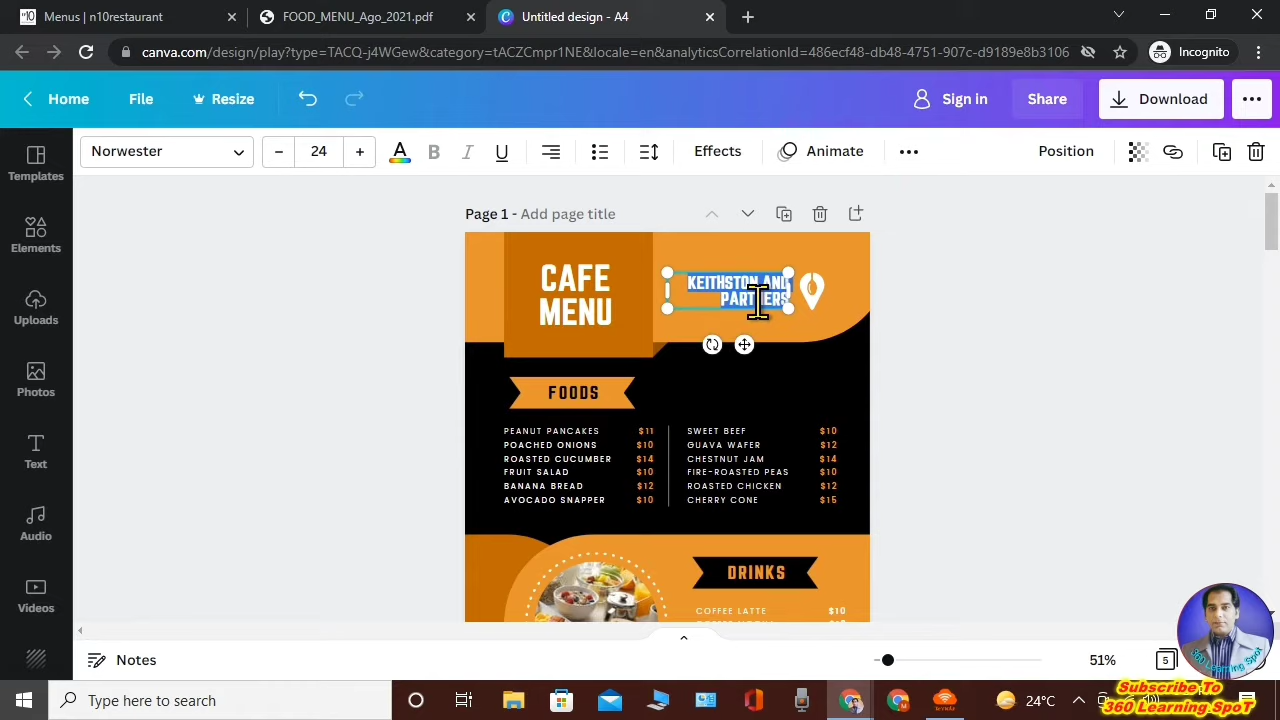 Menus | n10restaurant
FOOD_MENU_Ago_2021.pdf
Untitled design - A4
canva.com/design/play?type=TACQ-j4WGew&category=tACZCmpr1NE&locale=en&analyticsCorrelationId=486ecf48-db48-4751-907c-d9189e8b3106
Incognito
Home
File
Resize
Sign in
Share
Download
Norwester
24
A
B
I
U
Effects
Animate
Position
Templates
Elements
Uploads
Photos
Text
Audio
Videos
Page 1 - Add page title
CAFE
MENU
KEITHSTON AND
PARTNERS
FOODS
PEANUT PANCAKES $11
POACHED ONIONS $10
ROASTED CUCUMBER $14
FRUIT SALAD $10
BANANA BREAD $12
AVOCADO SNAPPER $10
SWEET BEEF $10
GUAVA WAFER $12
CHESTNUT JAM $14
FIRE-ROASTED PEAS $10
ROASTED CHICKEN $12
CHERRY CONE $15
DRINKS
COFFEE LATTE $10
Notes
51%
5
360 Learning Spot
Type here to search
24°C
Subscribe To
360 Learning SpoT